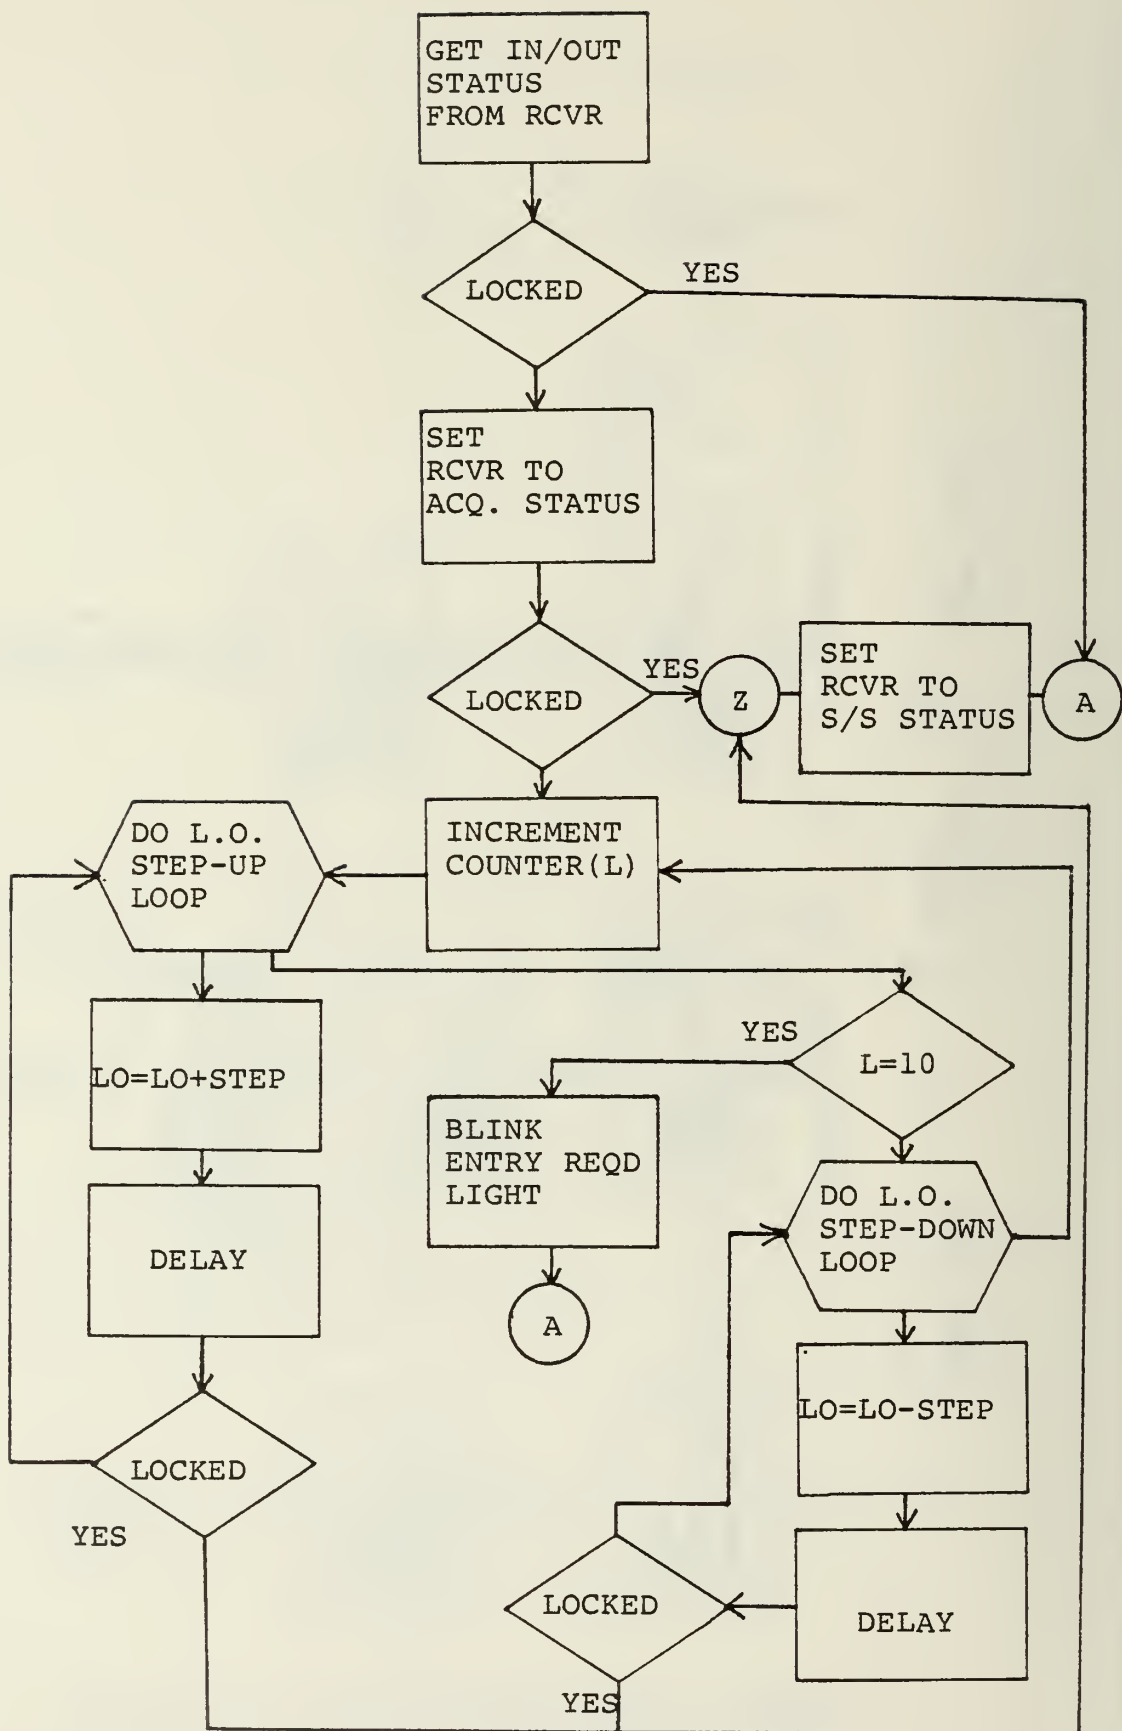 GET IN/OUT
STATUS
FROM RCVR
LOCKED
YES
SET
RCVR TO
ACQ. STATUS
LOCKED
YES
Z
SET
RCVR TO
S/S STATUS
A
DO L.O.
STEP-UP
LOOP
INCREMENT
COUNTER(L)
LO=LO+STEP
YES
L=10
BLINK
ENTRY REQD
LIGHT
A
DO L.O.
STEP-DOWN
LOOP
DELAY
LO=LO-STEP
LOCKED
YES
LOCKED
YES
DELAY